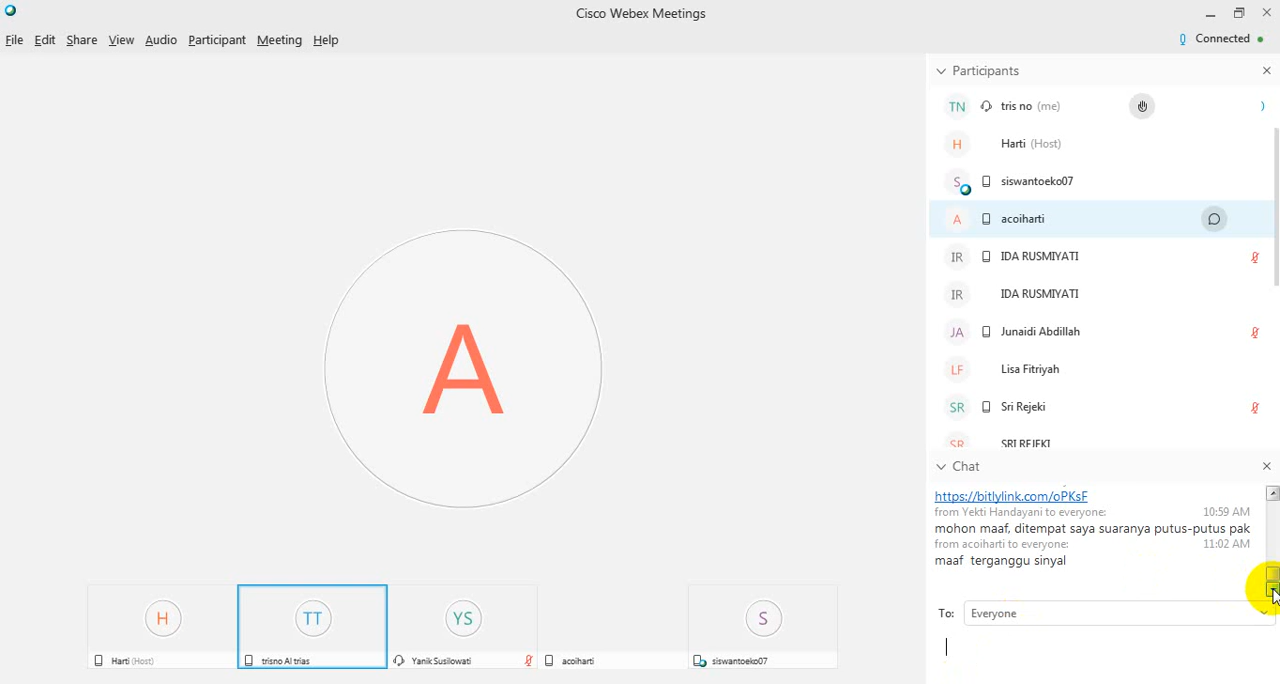 Cisco Webex Meetings
File Edit Share View Audio Participant Meeting Help
Connected
Participants
TN tris no (me)
H Harti (Host)
S siswantoeko07
A acoiharti
IR IDA RUSMIYATI
IR IDA RUSMIYATI
JA Junaidi Abdillah
LF Lisa Fitriyah
SR Sri Rejeki
SR SRI REJEKI
A
Chat
https://bitlylink.com/oPKsF
from Yekti Handayani to everyone: 10:59 AM
mohon maaf, ditempat saya suaranya putus-putus pak
from acoiharti to everyone: 11:02 AM
maaf terganggu sinyal
To: Everyone
H TT YS S
Harti (Host) trisno Al trias Yanik Susilowati acoiharti siswantoeko07